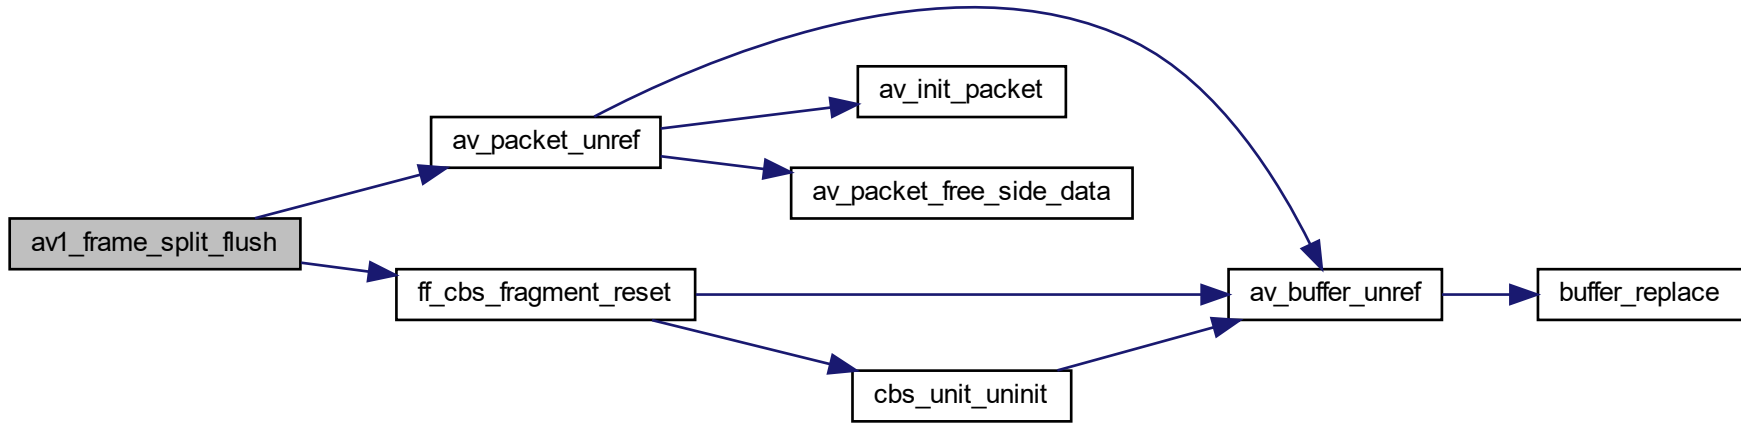 av_init_packet
av_packet_unref
av_packet_free_side_data
av1_frame_split_flush
ff_cbs_fragment_reset
av_buffer_unref
buffer_replace
cbs_unit_uninit